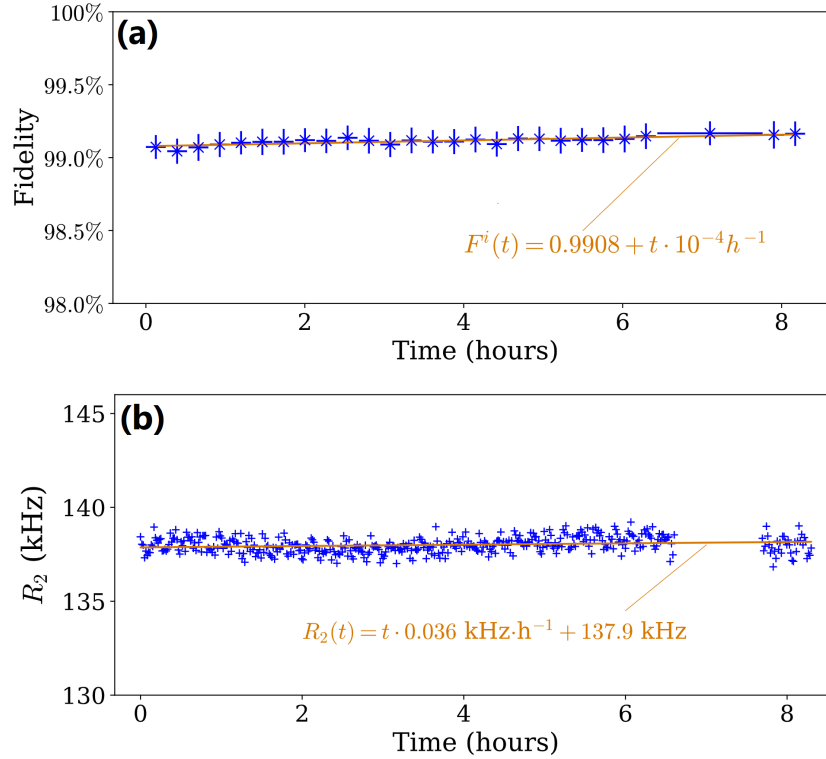 (a)
100%
99.5%
99.0%
98.5%
98.0%
Fidelity
F^i(t) = 0.9908 + t · 10^{-4}h^{-1}
0 2 4 6 8
Time (hours)
(b)
145
140
135
130
R_2 (kHz)
R_2(t) = t · 0.036 kHz·h^{-1} + 137.9 kHz
0 2 4 6 8
Time (hours)